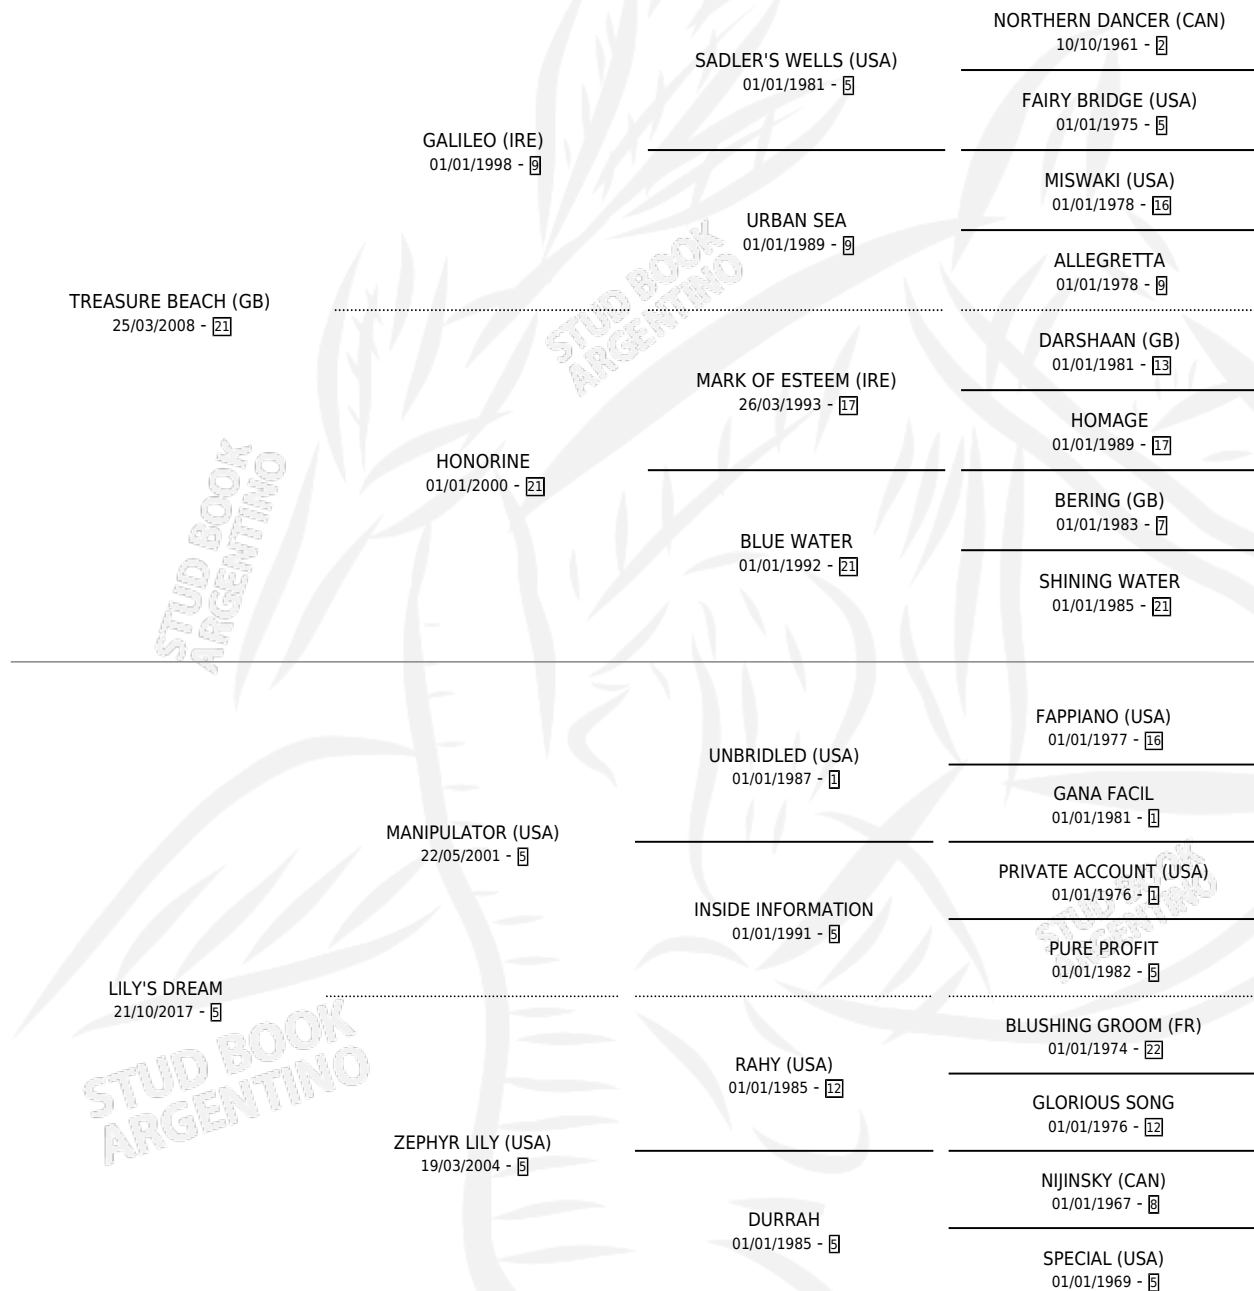 NORTHERN DANCER (CAN)
10/10/1961 - 2
SADLER'S WELLS (USA)
01/01/1981 - 5
FAIRY BRIDGE (USA)
01/01/1975 - 5
GALILEO (IRE)
01/01/1998 - 9
MISWAKI (USA)
01/01/1978 - 16
URBAN SEA
01/01/1989 - 9
ALLEGRETTA
01/01/1978 - 9
TREASURE BEACH (GB)
25/03/2008 - 21
DARSHAAN (GB)
01/01/1981 - 13
MARK OF ESTEEM (IRE)
26/03/1993 - 17
HOMAGE
01/01/1989 - 17
HONORINE
01/01/2000 - 21
BERING (GB)
01/01/1983 - 7
BLUE WATER
01/01/1992 - 21
SHINING WATER
01/01/1985 - 21
STUD BOOK
ARGENTINO
STUD BOOK
ARGENTINO
FAPPIANO (USA)
01/01/1977 - 16
UNBRIDLED (USA)
01/01/1987 - 1
GANA FACIL
01/01/1981 - 1
MANIPULATOR (USA)
22/05/2001 - 5
PRIVATE ACCOUNT (USA)
01/01/1976 - 1
INSIDE INFORMATION
01/01/1991 - 5
PURE PROFIT
01/01/1982 - 5
LILY'S DREAM
21/10/2017 - 5
BLUSHING GROOM (FR)
01/01/1974 - 22
RAHY (USA)
01/01/1985 - 12
GLORIOUS SONG
01/01/1976 - 12
ZEPHYR LILY (USA)
19/03/2004 - 5
NIJINSKY (CAN)
01/01/1967 - 8
DURRAH
01/01/1985 - 5
SPECIAL (USA)
01/01/1969 - 5
STUD BOOK
ARGENTINO
STUD BOOK
ARGENTINO